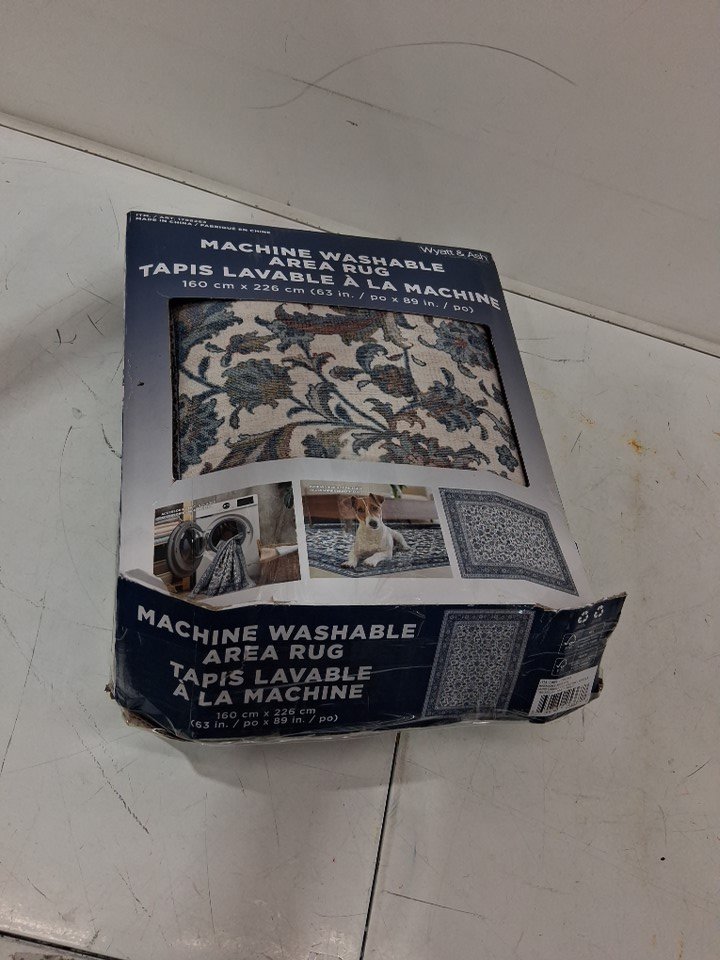 MADE IN CHINA / FABRIQUÉ EN CHINE
Wyatt & Ash
MACHINE WASHABLE
AREA RUG
TAPIS LAVABLE À LA MACHINE
160 cm x 226 cm (63 in. / po x 89 in. / po)
MACHINE WASHABLE
AREA RUG
TAPIS LAVABLE
À LA MACHINE
160 cm x 226 cm
(63 in. / po x 89 in. / po)